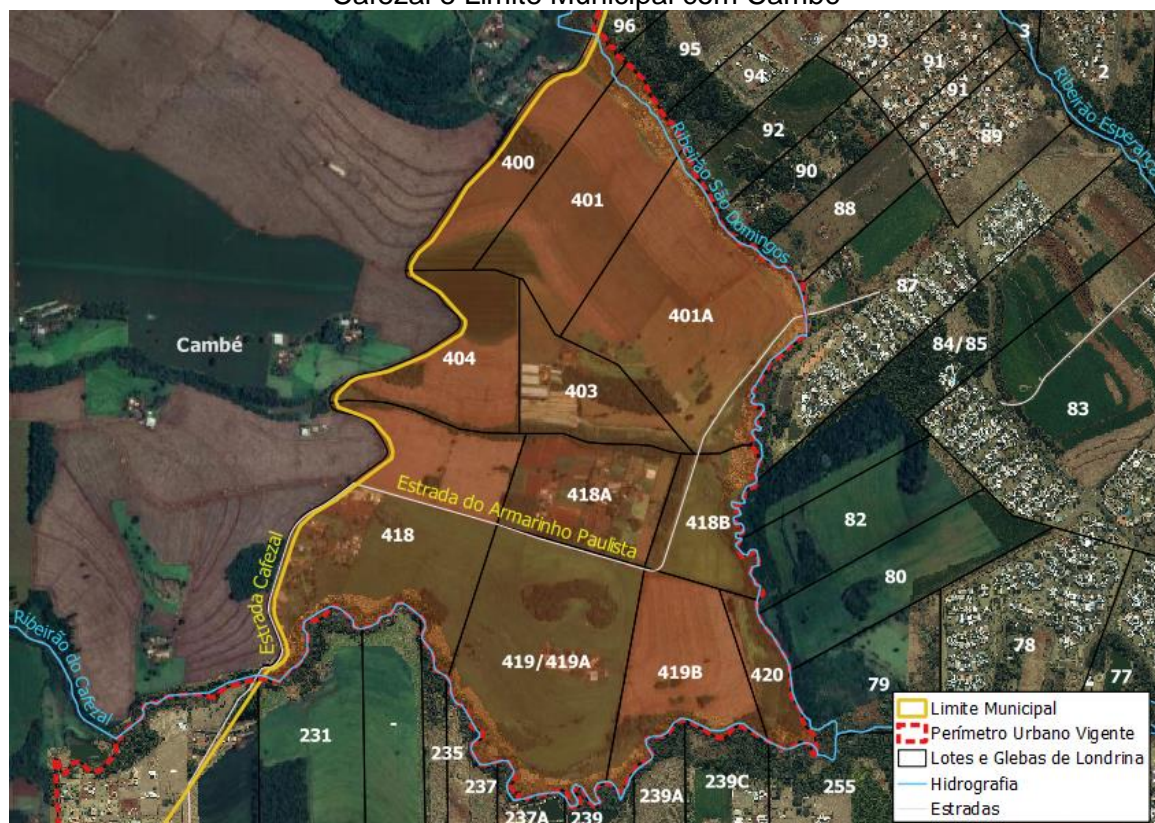 Cafezal e Limite Municipal com Cambé
96
95
94
93
91
91
3
2
Ribeirão Esperança
89
92
90
88
400
401
Ribeirão São Domingos
401A
87
84/85
83
Cambé
404
403
418A
418B
Estrada do Armarinho Paulista
418
Estrada Cafezal
82
80
Ribeirão do Cafezal
419/419A
419B
420
78
77
79
231
235
237
237A
239
239A
239C
255
Limite Municipal
Perímetro Urbano Vigente
Lotes e Glebas de Londrina
Hidrografia
Estradas